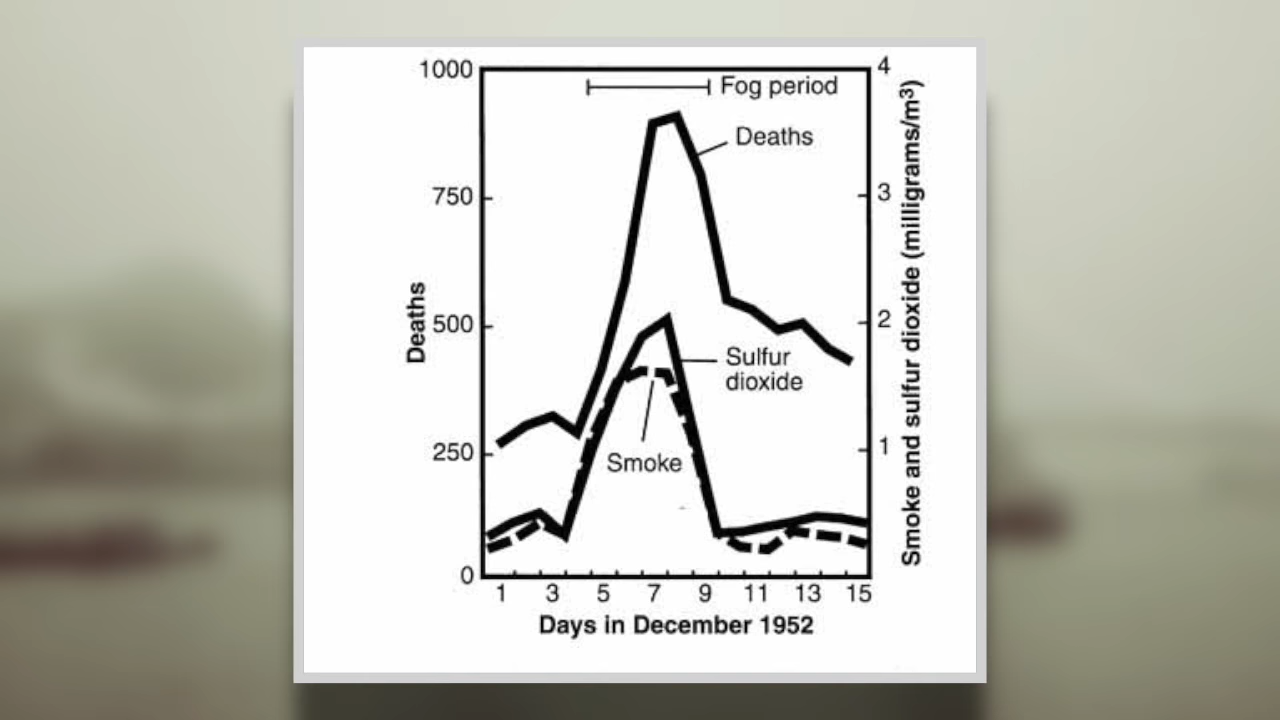 1000
750
500
250
0
Deaths
Fog period
Deaths
Sulfur
dioxide
Smoke
4
3
2
1
Smoke and sulfur dioxide (milligrams/m³)
1 3 5 7 9 11 13 15
Days in December 1952